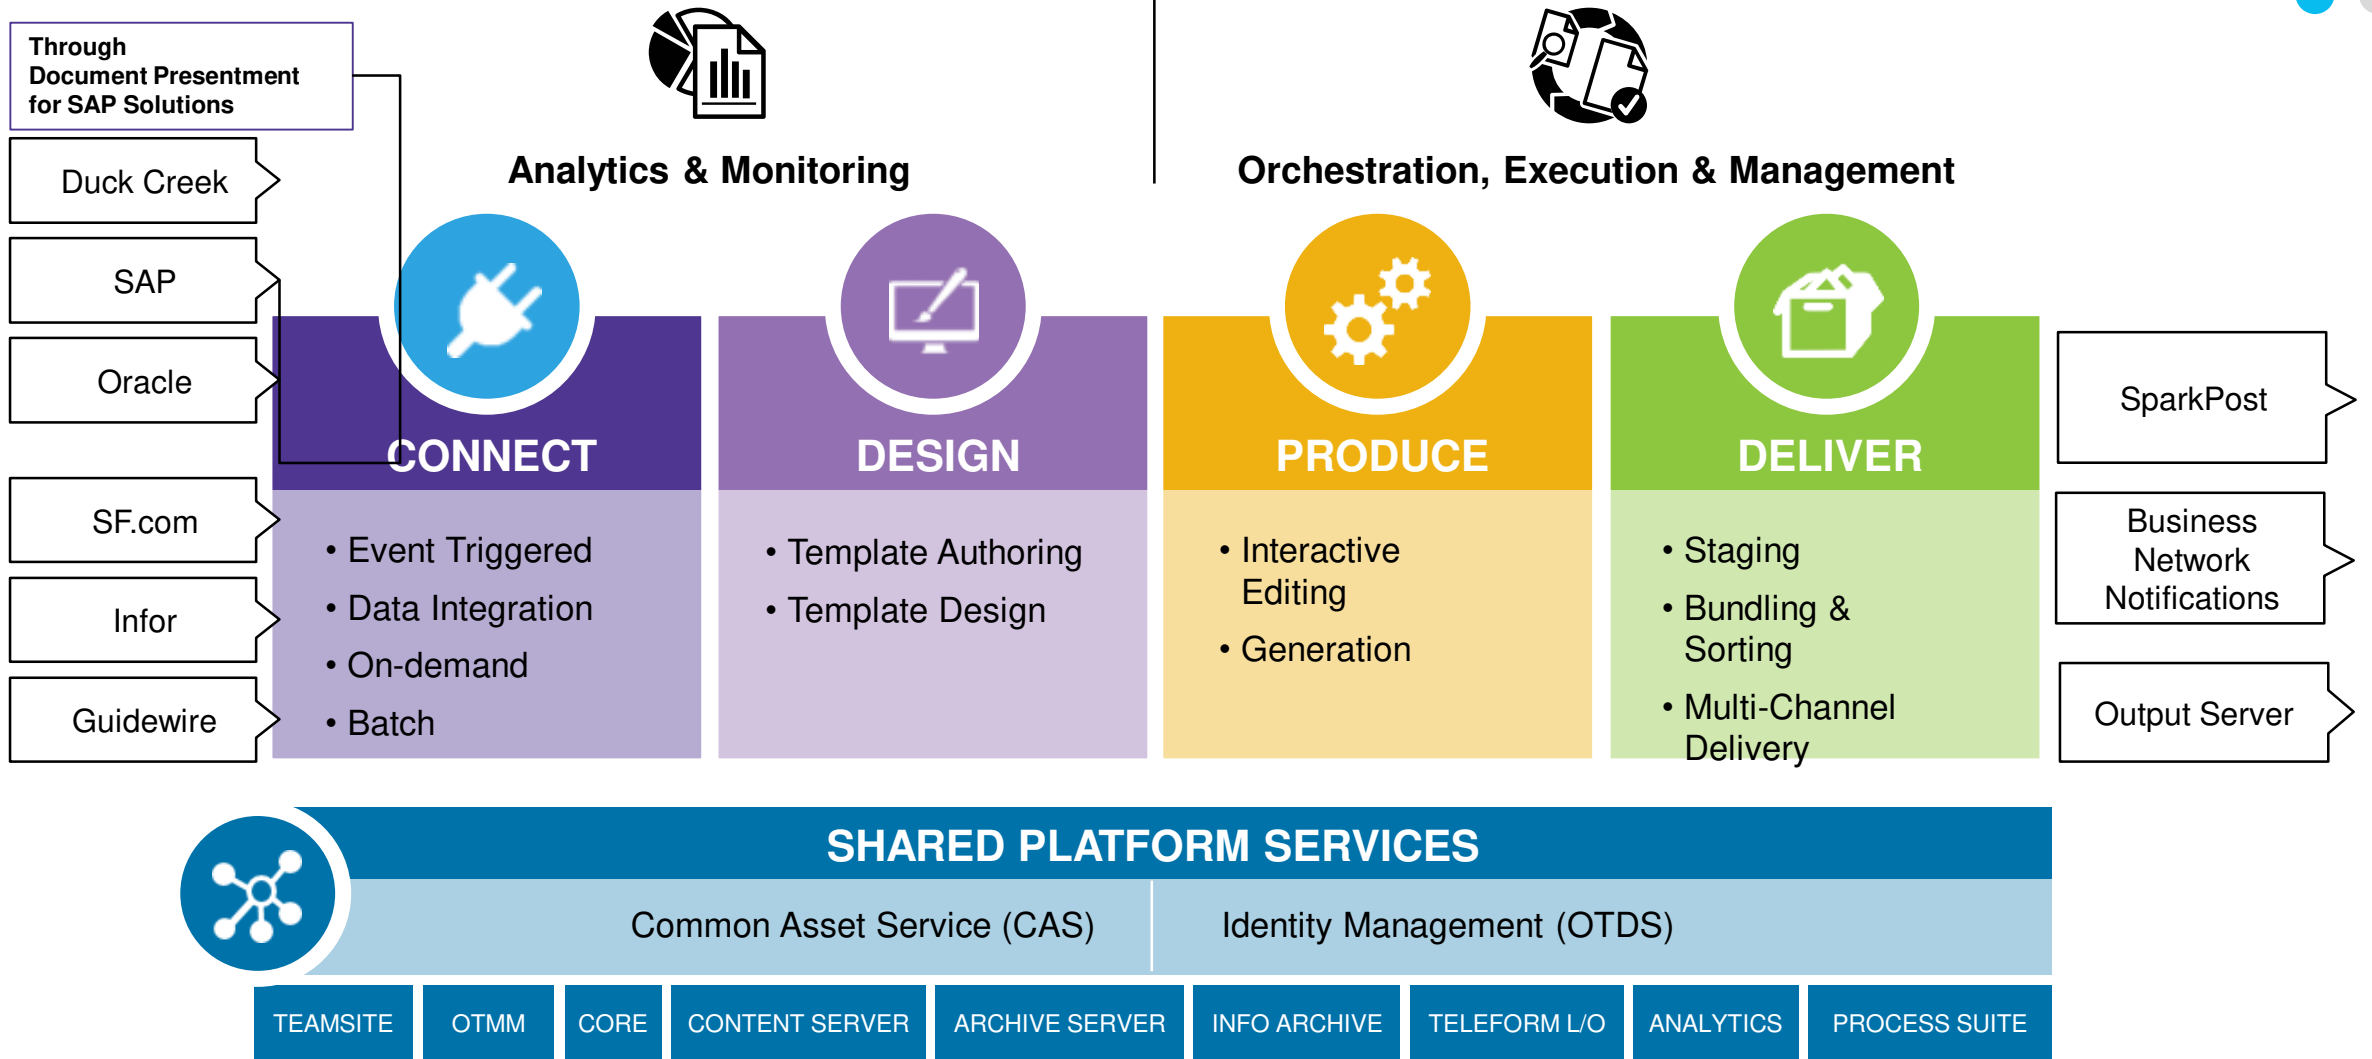 Through
Document Presentment
for SAP Solutions
Duck Creek
SAP
Oracle
SF.com
Infor
Guidewire
Analytics & Monitoring
Orchestration, Execution & Management
CONNECT
• Event Triggered
• Data Integration
• On-demand
• Batch
DESIGN
• Template Authoring
• Template Design
PRODUCE
• Interactive
Editing
• Generation
DELIVER
• Staging
• Bundling &
Sorting
• Multi-Channel
Delivery
SparkPost
Business
Network
Notifications
Output Server
SHARED PLATFORM SERVICES
Common Asset Service (CAS)
Identity Management (OTDS)
TEAMSITE
OTMM
CORE
CONTENT SERVER
ARCHIVE SERVER
INFO ARCHIVE
TELEFORM L/O
ANALYTICS
PROCESS SUITE